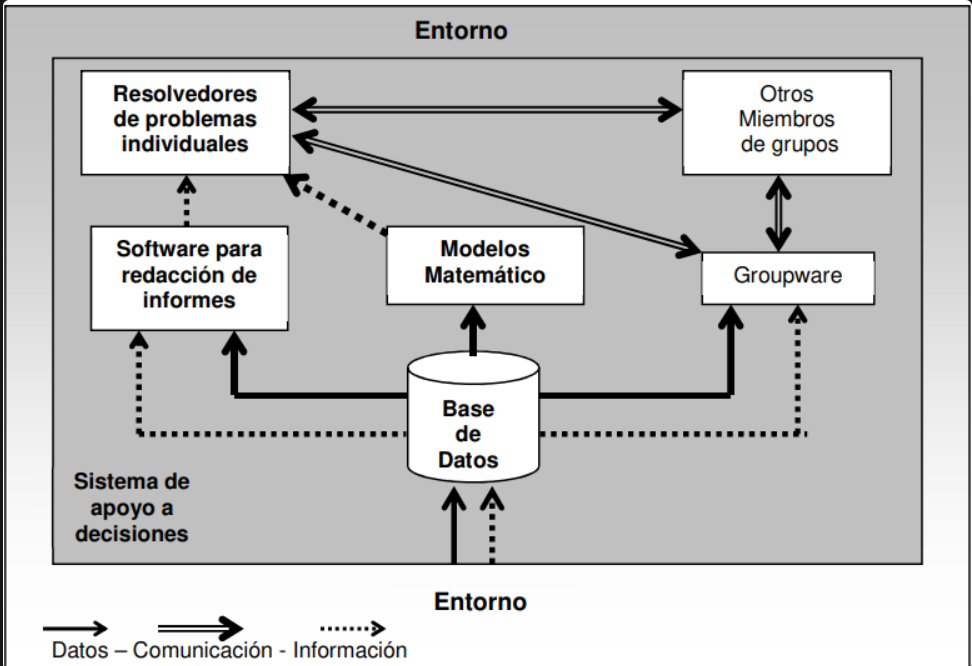 Entorno
Resolvedores
de problemas
individuales
Otros
Miembros
de grupos
Software para
redacción de
informes
Modelos
Matemático
Groupware
Base
de
Datos
Sistema de
apoyo a
decisiones
Entorno
Datos – Comunicación - Información